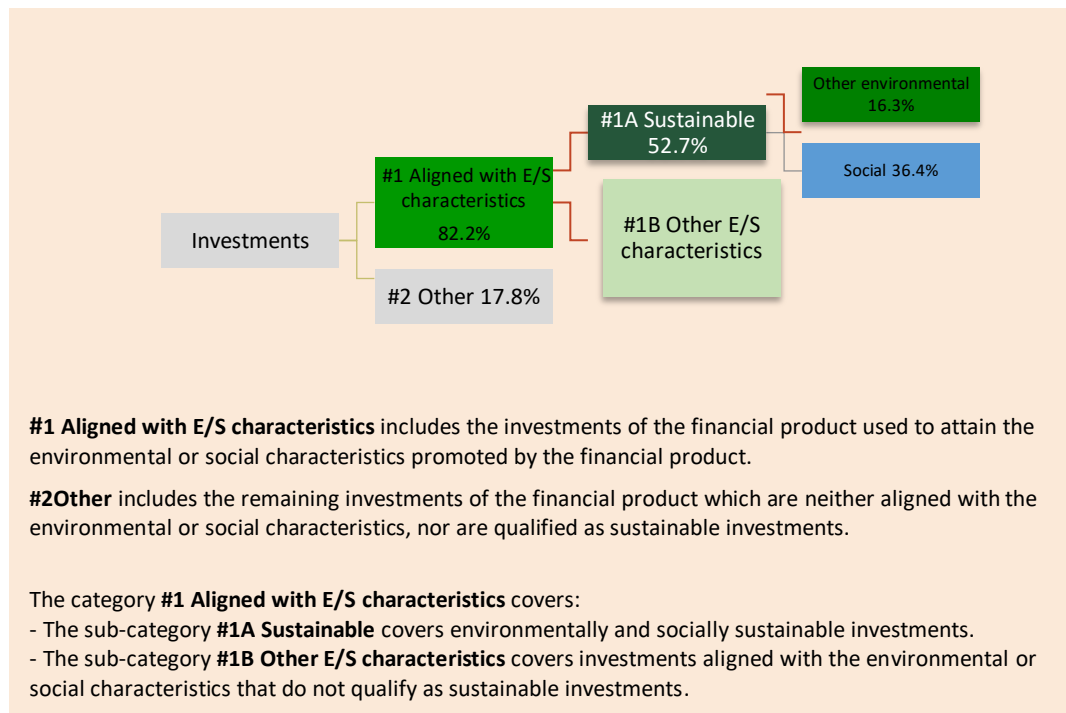 Other environmental
16.3%
#1A Sustainable
52.7%
Social 36.4%
#1 Aligned with E/S
characteristics
82.2%
#1B Other E/S
characteristics
Investments
#2 Other 17.8%
#1 Aligned with E/S characteristics includes the investments of the financial product used to attain the
environmental or social characteristics promoted by the financial product.
#2Other includes the remaining investments of the financial product which are neither aligned with the
environmental or social characteristics, nor are qualified as sustainable investments.
The category #1 Aligned with E/S characteristics covers:
- The sub-category #1A Sustainable covers environmentally and socially sustainable investments.
- The sub-category #1B Other E/S characteristics covers investments aligned with the environmental or
social characteristics that do not qualify as sustainable investments.